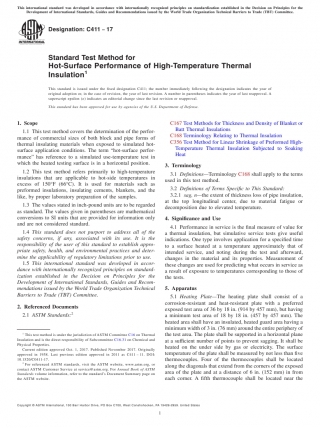 This international standard was developed in accordance with internationally recognized principles on standardization established in the Decision on Principles for the
Development of International Standards, Guides and Recommendations issued by the World Trade Organization Technical Barriers to Trade (TBT) Committee.
Designation: C411 − 17
Standard Test Method for
Hot-Surface Performance of High-Temperature Thermal
Insulation1
This standard is issued under the fixed designation C411; the number immediately following the designation indicates the year of
original adoption or, in the case of revision, the year of last revision. A number in parentheses indicates the year of last reapproval. A
superscript epsilon (ε) indicates an editorial change since the last revision or reapproval.
This standard has been approved for use by agencies of the U.S. Department of Defense.
1. Scope
1.1 This test method covers the determination of the perfor-
mance of commercial sizes of both block and pipe forms of
thermal insulating materials when exposed to simulated hot-
surface application conditions. The term "hot-surface perfor-
mance" has reference to a simulated use-temperature test in
which the heated testing surface is in a horizontal position.
1.2 This test method refers primarily to high-temperature
insulations that are applicable to hot-side temperatures in
excess of 150°F (66°C). It is used for materials such as
preformed insulations, insulating cements, blankets, and the
like, by proper laboratory preparation of the samples.
1.3 The values stated in inch-pound units are to be regarded
as standard. The values given in parentheses are mathematical
conversions to SI units that are provided for information only
and are not considered standard.
1.4 This standard does not purport to address all of the
safety concerns, if any, associated with its use. It is the
responsibility of the user of this standard to establish appro-
priate safety, health, and environmental practices and deter-
mine the applicability of regulatory limitations prior to use.
1.5 This international standard was developed in accor-
dance with internationally recognized principles on standard-
ization established in the Decision on Principles for the
Development of International Standards, Guides and Recom-
mendations issued by the World Trade Organization Technical
Barriers to Trade (TBT) Committee.
2. Referenced Documents
2.1 ASTM Standards:2
1 This test method is under the jurisdiction of ASTM Committee C16 on Thermal
Insulation and is the direct responsibility of Subcommittee C16.31 on Chemical and
Physical Properties.
Current edition approved Oct. 1, 2017. Published November 2017. Originally
approved in 1958. Last previous edition approved in 2011 as C411 – 11. DOI:
10.1520/C0411-17.
2 For referenced ASTM standards, visit the ASTM website, www.astm.org, or
contact ASTM Customer Service at service@astm.org. For Annual Book of ASTM
Standards volume information, refer to the standard's Document Summary page on
the ASTM website.
C167 Test Methods for Thickness and Density of Blanket or
Batt Thermal Insulations
C168 Terminology Relating to Thermal Insulation
C356 Test Method for Linear Shrinkage of Preformed High-
Temperature Thermal Insulation Subjected to Soaking
Heat
3. Terminology
3.1 Definitions—Terminology C168 shall apply to the terms
used in this test method.
3.2 Definitions of Terms Specific to This Standard:
3.2.1 sag, n—the extent of thickness loss of pipe insulation,
at the top longitudinal center, due to material fatigue or
decomposition due to elevated temperature.
4. Significance and Use
4.1 Performance in service is the final measure of value for
a thermal insulation, but simulative service tests give useful
indications. One type involves application for a specified time
to a surface heated at a temperature approximately that of
intended service, and noting during the test and afterward,
changes in the material and its properties. Measurement of
these changes are used for predicting what occurs in service as
a result of exposure to temperatures corresponding to those of
the tests.
5. Apparatus
5.1 Heating Plate—The heating plate shall consist of a
corrosion-resistant and heat-resistant plate with a preferred
exposed test area of 36 by 18 in. (914 by 457 mm), but having
a minimum test area of 18 by 18 in. (457 by 457 mm). The
heated area shall have an insulated, heated guard area having a
minimum width of 3 in. (76 mm) around the entire periphery of
the test area. The plate shall be supported in a horizontal plane
at a sufficient number of points to prevent sagging. It shall be
heated on the under side by gas or electricity. The surface
temperature of the plate shall be measured by not less than five
thermocouples. Four of the thermocouples shall be located
along the diagonals that extend from the corners of the exposed
area of the plate and at a distance of 6 in. (152 mm) in from
each corner. A fifth thermocouple shall be located near the
Copyright © ASTM International, 100 Barr Harbor Drive, PO Box C700, West Conshohocken, PA 19428-2959. United States
1